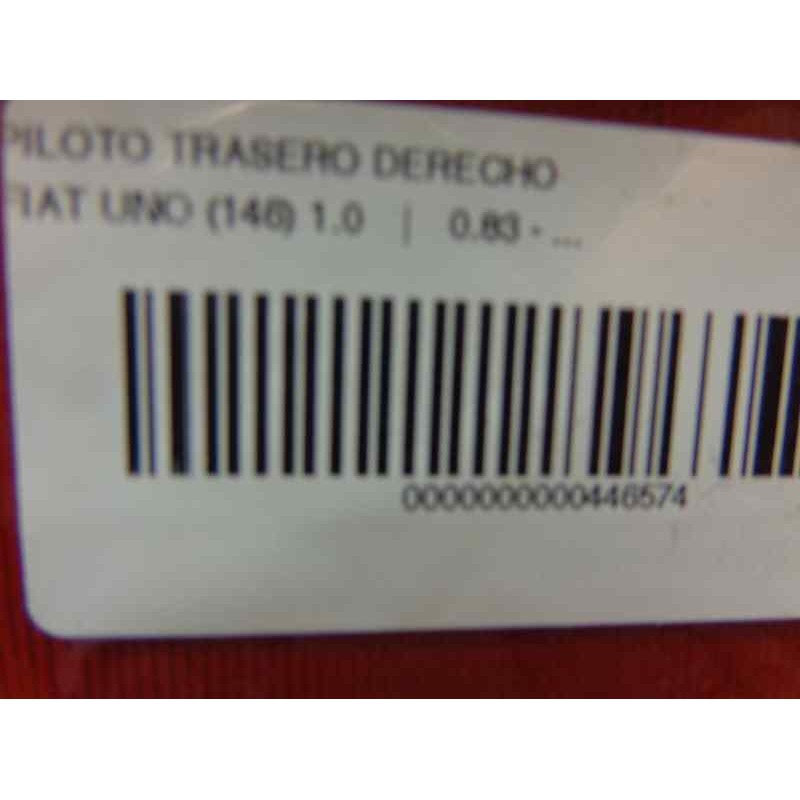 PILOTO TRASERO DERECHO
FIAT UNO (146) 1.0 | 0.83 - ...
0000000000446574